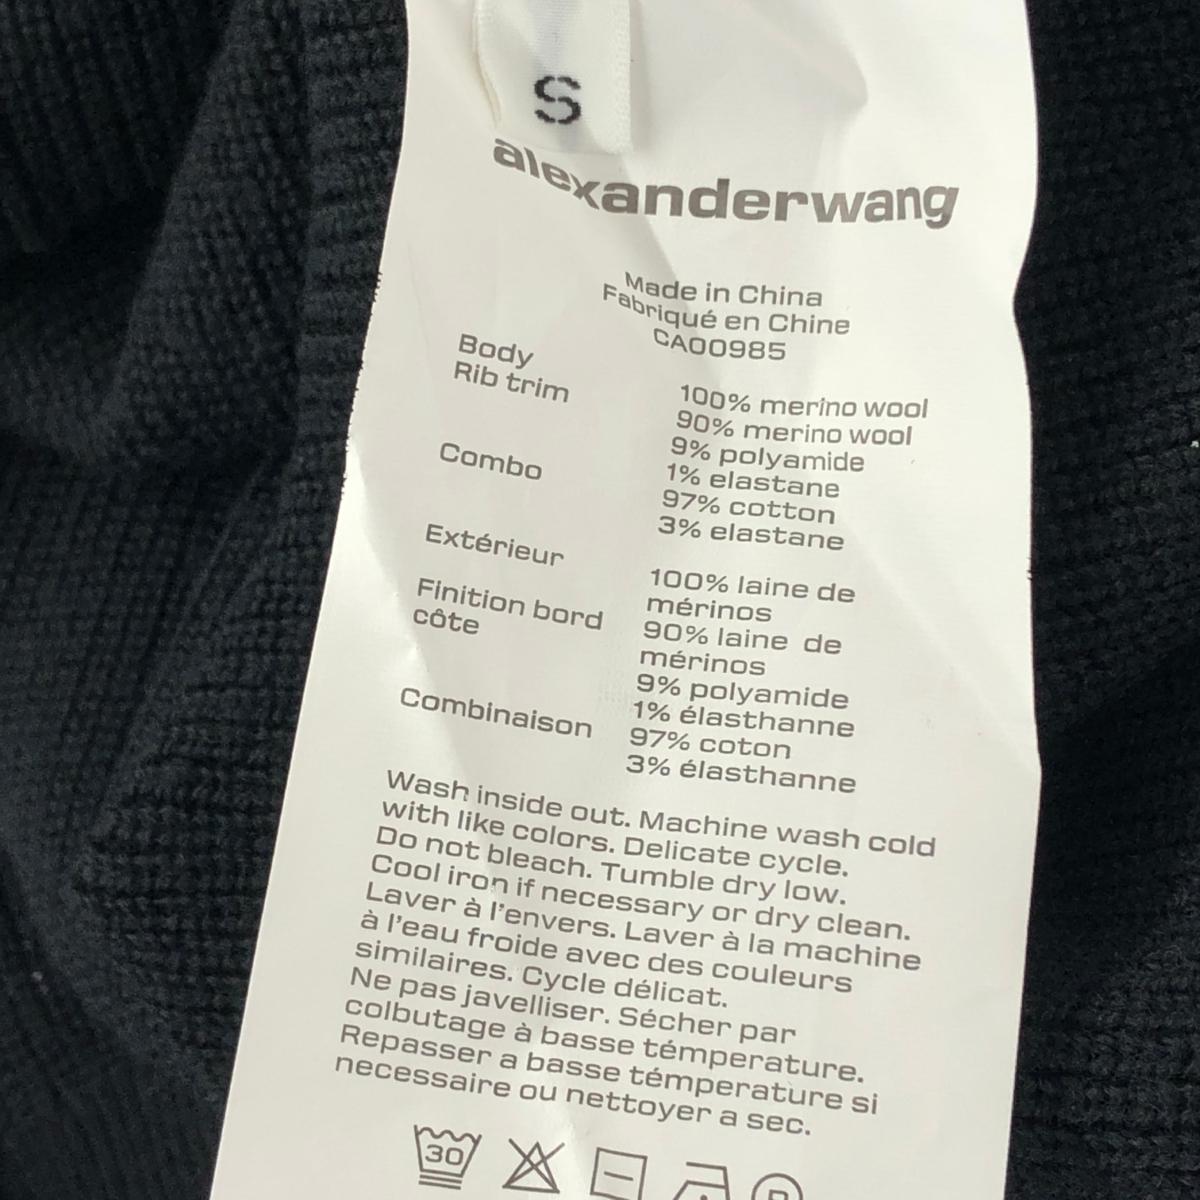 S
alexanderwang
Made in China
Fabriqué en Chine
CA00985
Body 100% merino wool
Rib trim 90% merino wool
9% polyamide
1% elastane
Combo 97% cotton
3% elastane
Extérieur 100% laine de
mérinos
Finition bord 90% laine de
côte mérinos
9% polyamide
1% élasthanne
Combinaison 97% coton
3% élasthanne
Wash inside out. Machine wash cold
with like colors. Delicate cycle.
Do not bleach. Tumble dry low.
Cool iron if necessary or dry clean.
Laver à l'envers. Laver à la machine
à l'eau froide avec des couleurs
similaires. Cycle délicat.
Ne pas javelliser. Sécher par
colbutage à basse témperature.
Repasser a basse témperature si
necessaire ou nettoyer a sec.
30
P